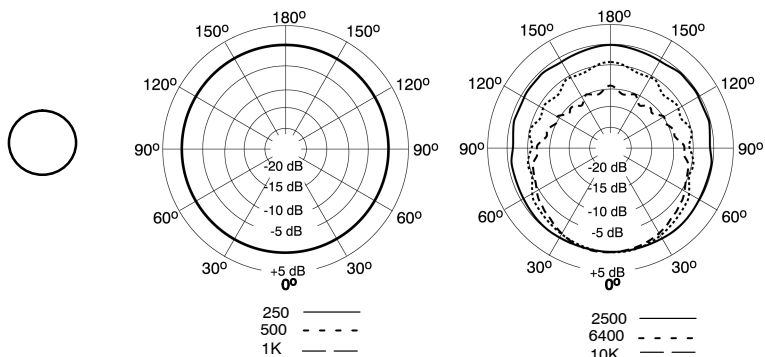 180º
150º 150º
120º 120º
90º 90º
-20 dB
-15 dB
-10 dB
-5 dB
60º 60º
30º 30º
+5 dB
0º
250
500
1K
180º
150º 150º
120º 120º
90º 90º
-20 dB
-15 dB
-10 dB
-5 dB
60º 60º
30º 30º
+5 dB
0º
2500
6400
10K